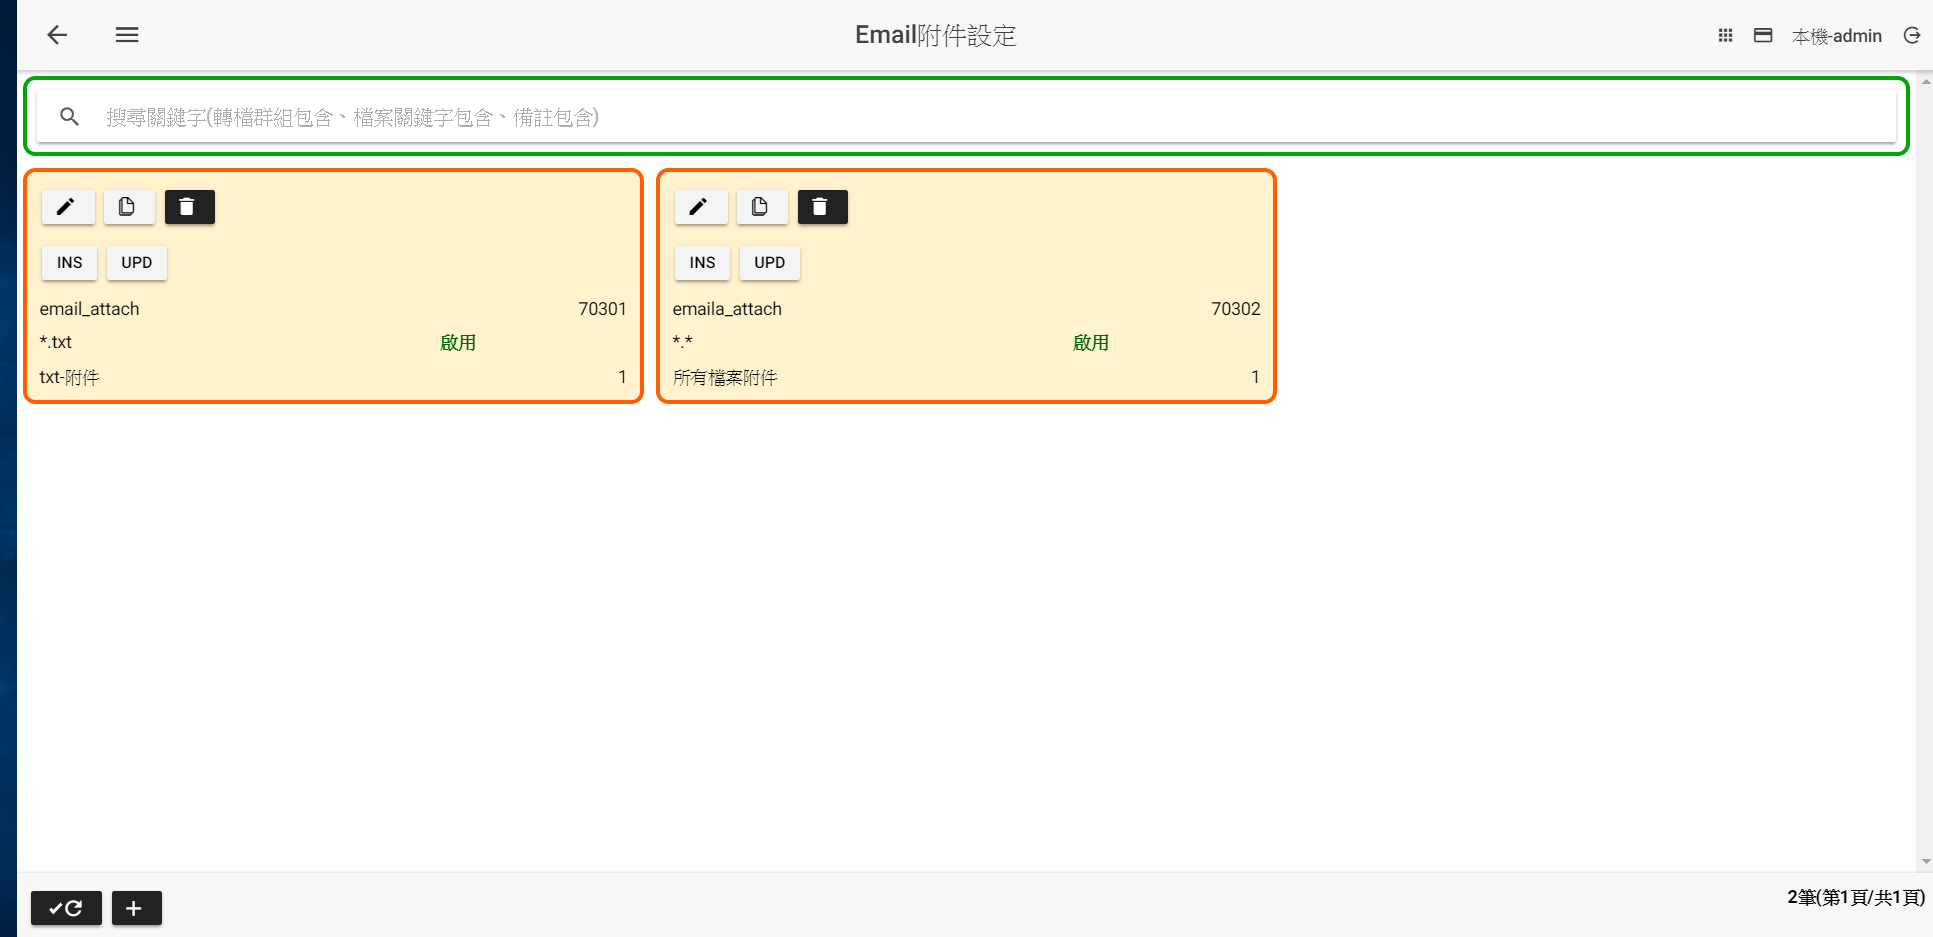 Email附件設定
本機-admin
搜尋關鍵字(轉檔群組包含、檔案關鍵字包含、備註包含)
INS UPD
email_attach 70301
*.txt 啟用
txt-附件 1
INS UPD
emaila_attach 70302
*.* 啟用
所有檔案附件 1
2筆(第1頁/共1頁)